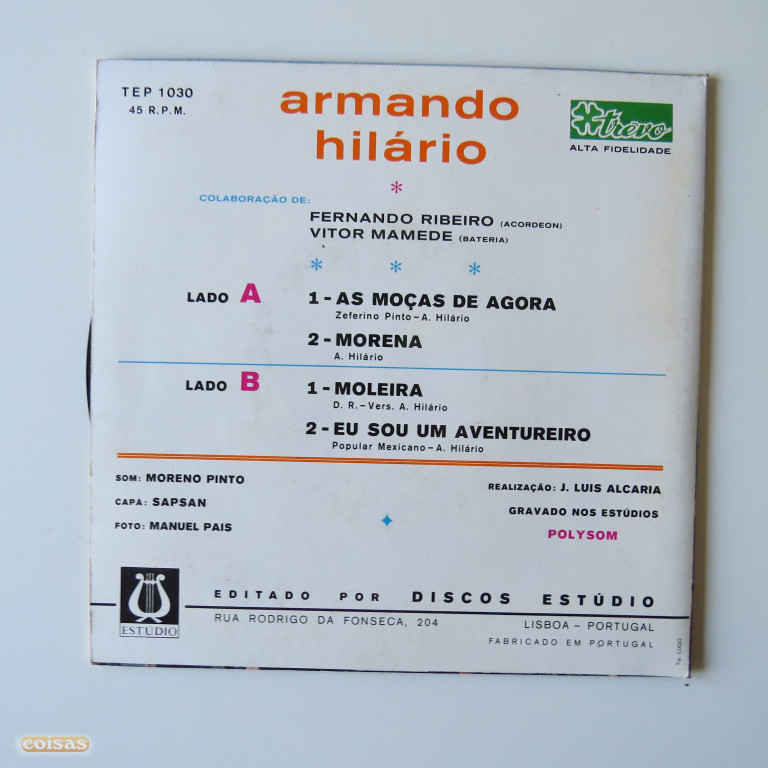 TEP 1030
45 R.P.M.
armando
hilário
trevo
ALTA FIDELIDADE
*
COLABORAÇÃO DE:
FERNANDO RIBEIRO (ACORDEON)
VITOR MAMEDE (BATERIA)
* * *
LADO A 1 - AS MOÇAS DE AGORA
Zeferino Pinto - A. Hilário
2 - MORENA
A. Hilário
LADO B 1 - MOLEIRA
D. R. - Vers. A. Hilário
2 - EU SOU UM AVENTUREIRO
Popular Mexicano - A. Hilário
SOM: MORENO PINTO
CAPA: SAPSAN
FOTO: MANUEL PAIS
REALIZAÇÃO: J. LUIS ALCARIA
GRAVADO NOS ESTÚDIOS
POLYSOM
ESTÚDIO
EDITADO POR DISCOS ESTÚDIO
RUA RODRIGO DA FONSECA, 204
LISBOA - PORTUGAL
FABRICADO EM PORTUGAL
coisas